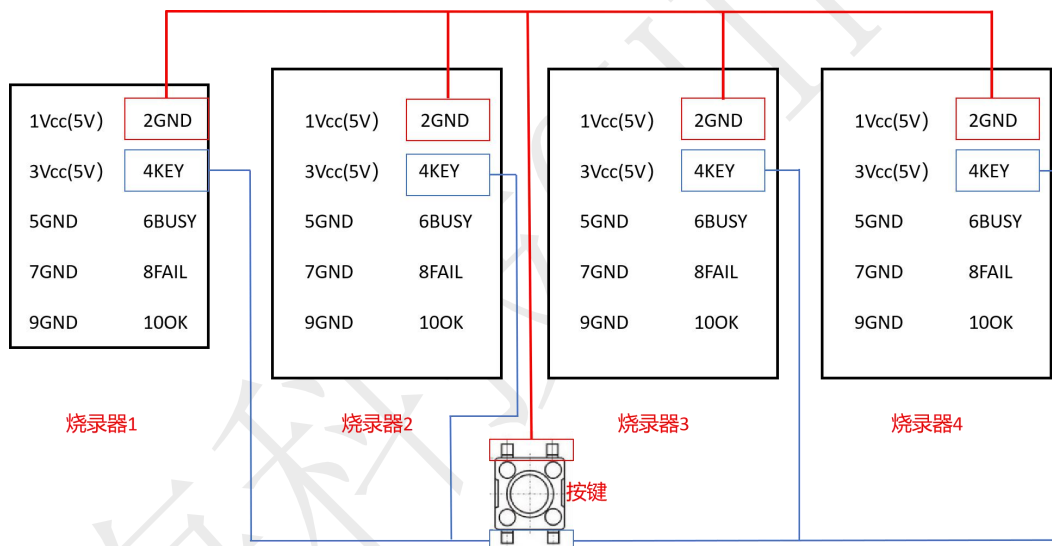 1Vcc(5V) 2GND
3Vcc(5V) 4KEY
5GND 6BUSY
7GND 8FAIL
9GND 10OK
烧录器1
1Vcc(5V) 2GND
3Vcc(5V) 4KEY
5GND 6BUSY
7GND 8FAIL
9GND 10OK
烧录器2
1Vcc(5V) 2GND
3Vcc(5V) 4KEY
5GND 6BUSY
7GND 8FAIL
9GND 10OK
烧录器3
1Vcc(5V) 2GND
3Vcc(5V) 4KEY
5GND 6BUSY
7GND 8FAIL
9GND 10OK
烧录器4
按键